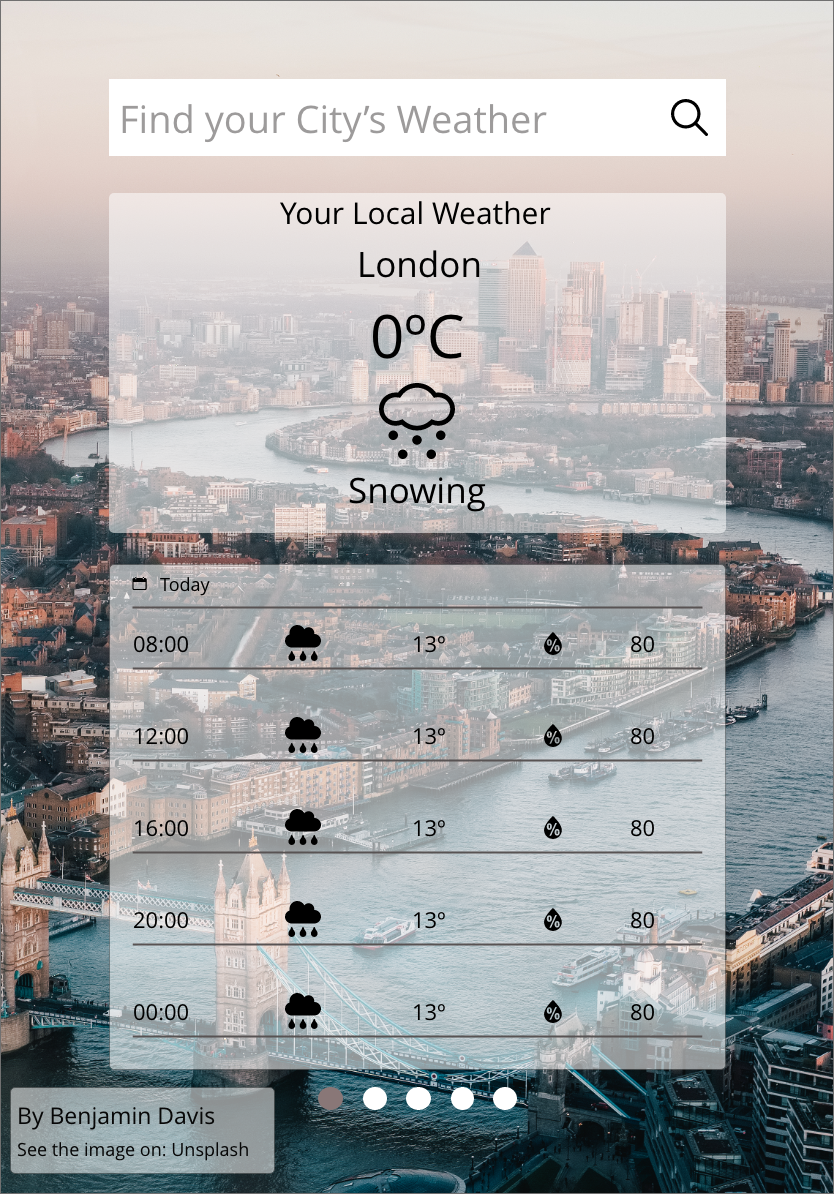 Find your City’s Weather
Your Local Weather
London
0ºC
Snowing
Today
08:00 13º % 80
12:00 13º % 80
16:00 13º % 80
20:00 13º % 80
00:00 13º % 80
By Benjamin Davis
See the image on: Unsplash